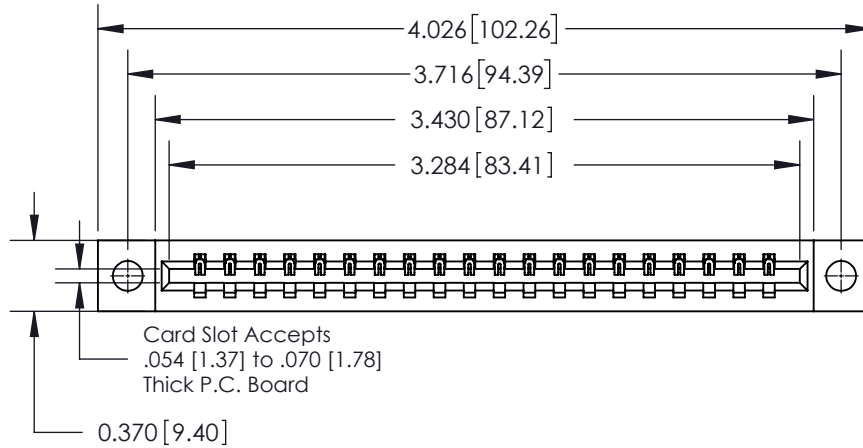 4.026 [102.26]
3.716 [94.39]
3.430 [87.12]
3.284 [83.41]
Card Slot Accepts
.054 [1.37] to .070 [1.78]
Thick P.C. Board
0.370 [9.40]